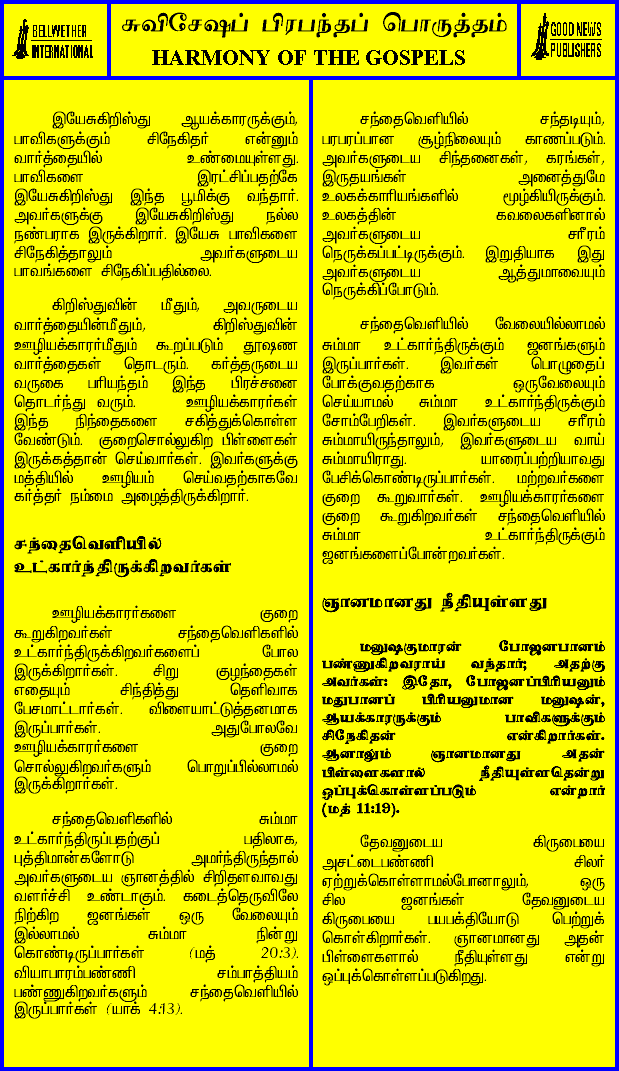 BELLWETHER
INTERNATIONAL
சுவிசேஷப் பிரபந்தப் பொருத்தம்
HARMONY OF THE GOSPELS
GOOD NEWS
PUBLISHERS
இயேசுகிறிஸ்து ஆயக்காரருக்கும்,
பாவிகளுக்கும் சிநேகிதர் என்னும்
வார்த்தையில் உண்மையுள்ளது.
பாவிகளை இரட்சிப்பதற்கே
இயேசுகிறிஸ்து இந்த பூமிக்கு வந்தார்.
அவர்களுக்கு இயேசுகிறிஸ்து நல்ல
நண்பராக இருக்கிறார். இயேசு பாவிகளை
சிநேகித்தாலும் அவர்களுடைய
பாவங்களை சிநேகிப்பதில்லை.
கிறிஸ்துவின் மீதும், அவருடைய
வார்த்தையின்மீதும், கிறிஸ்துவின்
ஊழியக்காரர்மீதும் கூறப்படும் தூஷண
வார்த்தைகள் தொடரும். கர்த்தருடைய
வருகை பரியந்தம் இந்த பிரச்சனை
தொடர்ந்து வரும். ஊழியக்காரர்கள்
இந்த நிந்தைகளை சகித்துக்கொள்ள
வேண்டும். குறைசொல்லுகிற பிள்ளைகள்
இருக்கத்தான் செய்வார்கள். இவர்களுக்கு
மத்தியில் ஊழியம் செய்வதற்காகவே
கர்த்தர் நம்மை அழைத்திருக்கிறார்.
சந்தைவெளியில்
உட்கார்ந்திருக்கிறவர்கள்
ஊழியக்காரர்களை குறை
கூறுகிறவர்கள் சந்தைவெளிகளில்
உட்கார்ந்திருக்கிறவர்களைப் போல
இருக்கிறார்கள். சிறு குழந்தைகள்
எதையும் சிந்தித்து தெளிவாக
பேசமாட்டார்கள். விளையாட்டுத்தனமாக
இருப்பார்கள். அதுபோலவே
ஊழியக்காரர்களை குறை
சொல்லுகிறவர்களும் பொறுப்பில்லாமல்
இருக்கிறார்கள்.
சந்தைவெளிகளில் சும்மா
உட்கார்ந்திருப்பதற்குப் பதிலாக,
புத்திமான்களோடு அமர்ந்திருந்தால்
அவர்களுடைய ஞானத்தில் சிறிதளவாவது
வளர்ச்சி உண்டாகும். கடைத்தெருவிலே
நிற்கிற ஜனங்கள் ஒரு வேலையும்
இல்லாமல் சும்மா நின்று
கொண்டிருப்பார்கள் (மத் 20:3).
வியாபாரம்பண்ணி சம்பாத்தியம்
பண்ணுகிறவர்களும் சந்தைவெளியில்
இருப்பார்கள் (யாக் 4:13).
சந்தைவெளியில் சந்தடியும்,
பரபரப்பான சூழ்நிலையும் காணப்படும்.
அவர்களுடைய சிந்தனைகள், கரங்கள்,
இருதயங்கள் அனைத்துமே
உலகக்காரியங்களில் மூழ்கியிருக்கும்.
உலகத்தின் கவலைகளினால்
அவர்களுடைய சரீரம்
நெருக்கப்பட்டிருக்கும். இறுதியாக இது
அவர்களுடைய ஆத்துமாவையும்
நெருக்கிப்போடும்.
சந்தைவெளியில் வேலையில்லாமல்
சும்மா உட்கார்ந்திருக்கும் ஜனங்களும்
இருப்பார்கள். இவர்கள் பொழுதைப்
போக்குவதற்காக ஒருவேலையும்
செய்யாமல் சும்மா உட்கார்ந்திருக்கும்
சோம்பேறிகள். இவர்களுடைய சரீரம்
சும்மாயிருந்தாலும், இவர்களுடைய வாய்
சும்மாயிராது. யாரைப்பற்றியாவது
பேசிக்கொண்டிருப்பார்கள். மற்றவர்களை
குறை கூறுவார்கள். ஊழியக்காரர்களை
குறை கூறுகிறவர்கள் சந்தைவெளியில்
சும்மா உட்கார்ந்திருக்கும்
ஜனங்களைப்போன்றவர்கள்.
ஞானமானது நீதியுள்ளது
மனுஷகுமாரன் போஜனபானம்
பண்ணுகிறவராய் வந்தார்; அதற்கு
அவர்கள்: இதோ, போஜனப்பிரியனும்
மதுபானப் பிரியனுமான மனுஷன்,
ஆயக்காரருக்கும் பாவிகளுக்கும்
சிநேகிதன் என்கிறார்கள்.
ஆனாலும் ஞானமானது அதன்
பிள்ளைகளால் நீதியுள்ளதென்று
ஒப்புக்கொள்ளப்படும் என்றார்
(மத் 11:19).
தேவனுடைய கிருபையை
அசட்டைபண்ணி சிலர்
ஏற்றுக்கொள்ளாமல்போனாலும், ஒரு
சில ஜனங்கள் தேவனுடைய
கிருபையை பயபக்தியோடு பெற்றுக்
கொள்கிறார்கள். ஞானமானது அதன்
பிள்ளைகளால் நீதியுள்ளது என்று
ஒப்புக்கொள்ளப்படுகிறது.